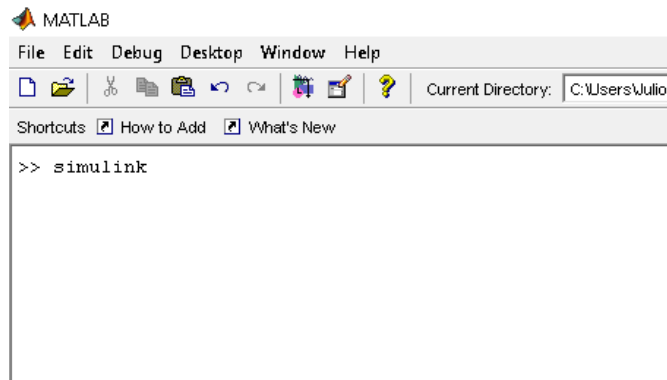 MATLAB
File Edit Debug Desktop Window Help
Current Directory: C:\Users\Julio
Shortcuts How to Add What's New
>> simulink